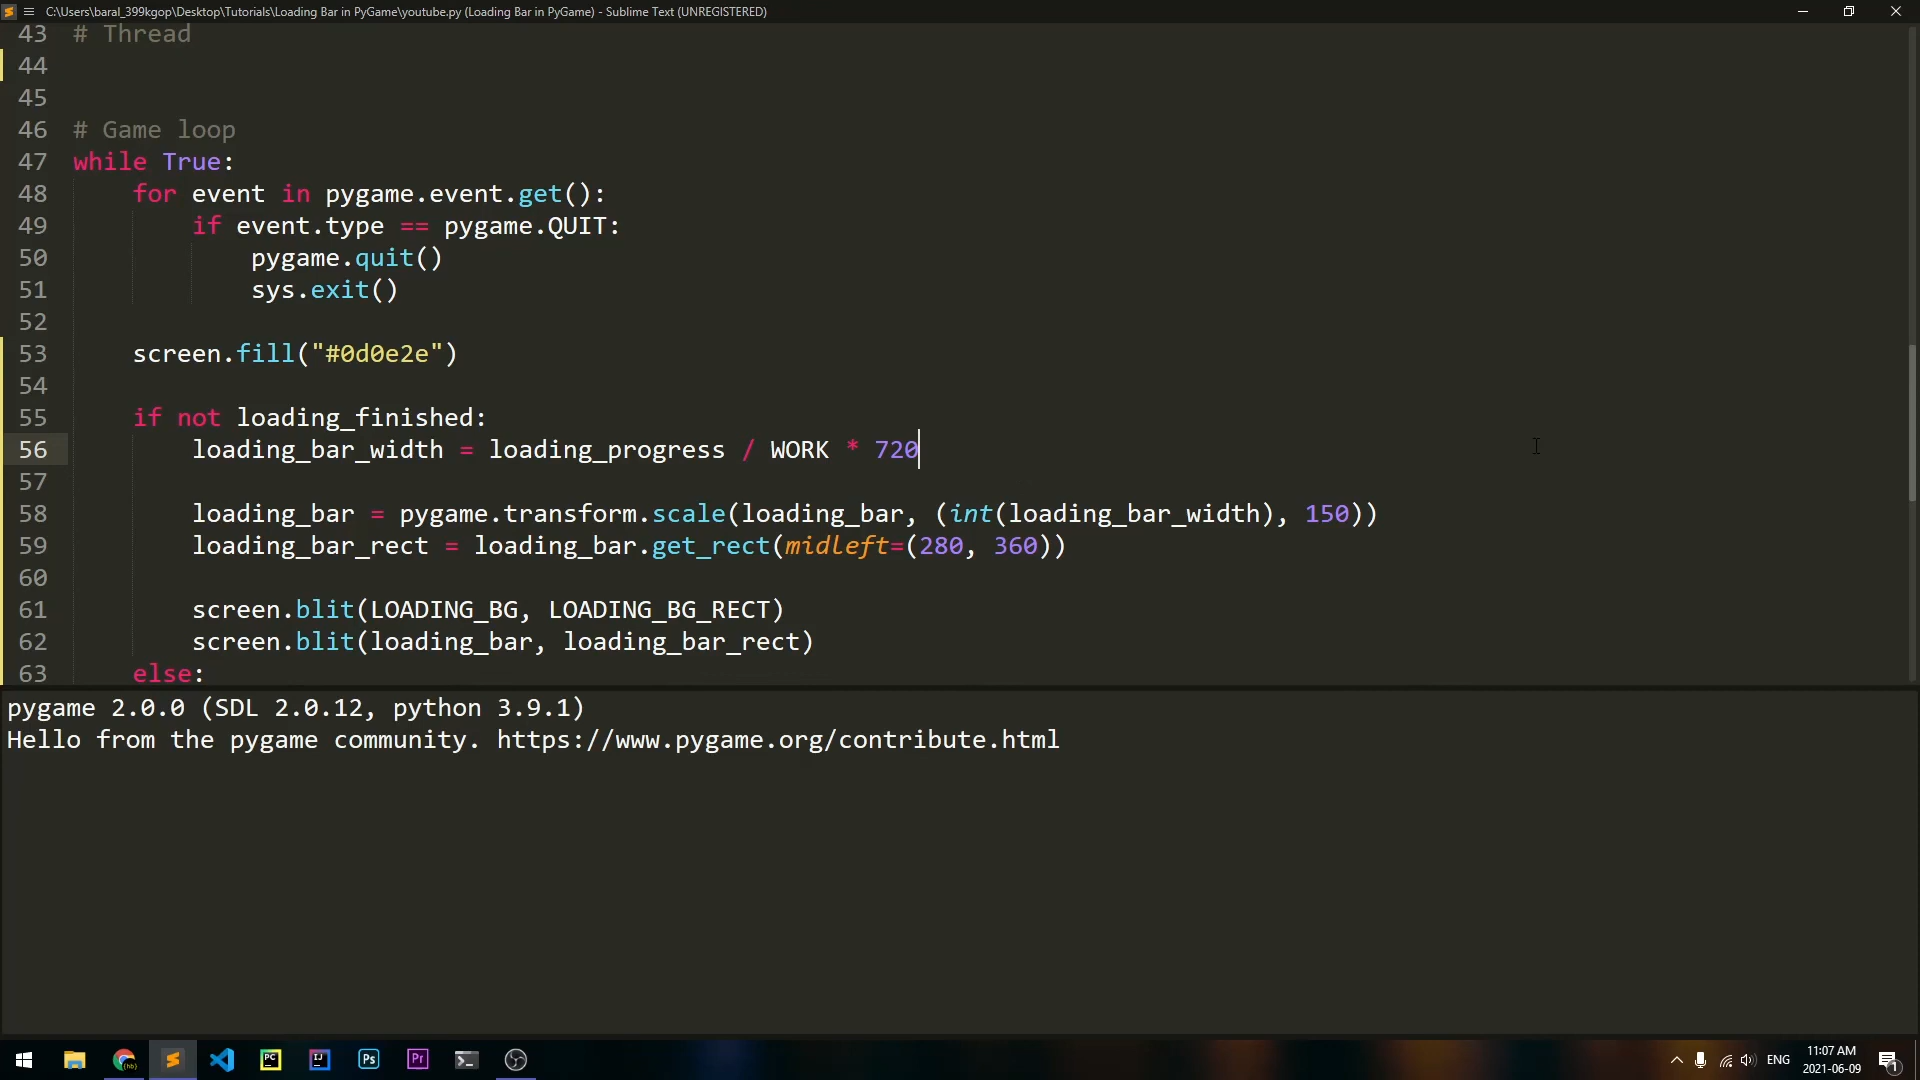 C:\Users\baral_399kgop\Desktop\Tutorials\Loading Bar in PyGame\youtube.py (Loading Bar in PyGame) - Sublime Text (UNREGISTERED)
43 # Thread
44
45
46 # Game loop
47 while True:
48     for event in pygame.event.get():
49         if event.type == pygame.QUIT:
50             pygame.quit()
51             sys.exit()
52
53     screen.fill("#0d0e2e")
54
55     if not loading_finished:
56         loading_bar_width = loading_progress / WORK * 720
57
58         loading_bar = pygame.transform.scale(loading_bar, (int(loading_bar_width), 150))
59         loading_bar_rect = loading_bar.get_rect(midleft=(280, 360))
60
61         screen.blit(LOADING_BG, LOADING_BG_RECT)
62         screen.blit(loading_bar, loading_bar_rect)
63     else:
pygame 2.0.0 (SDL 2.0.12, python 3.9.1)
Hello from the pygame community. https://www.pygame.org/contribute.html
(hb)
PC
IJ
Ps
Pr
ENG
11:07 AM
2021-06-09
1